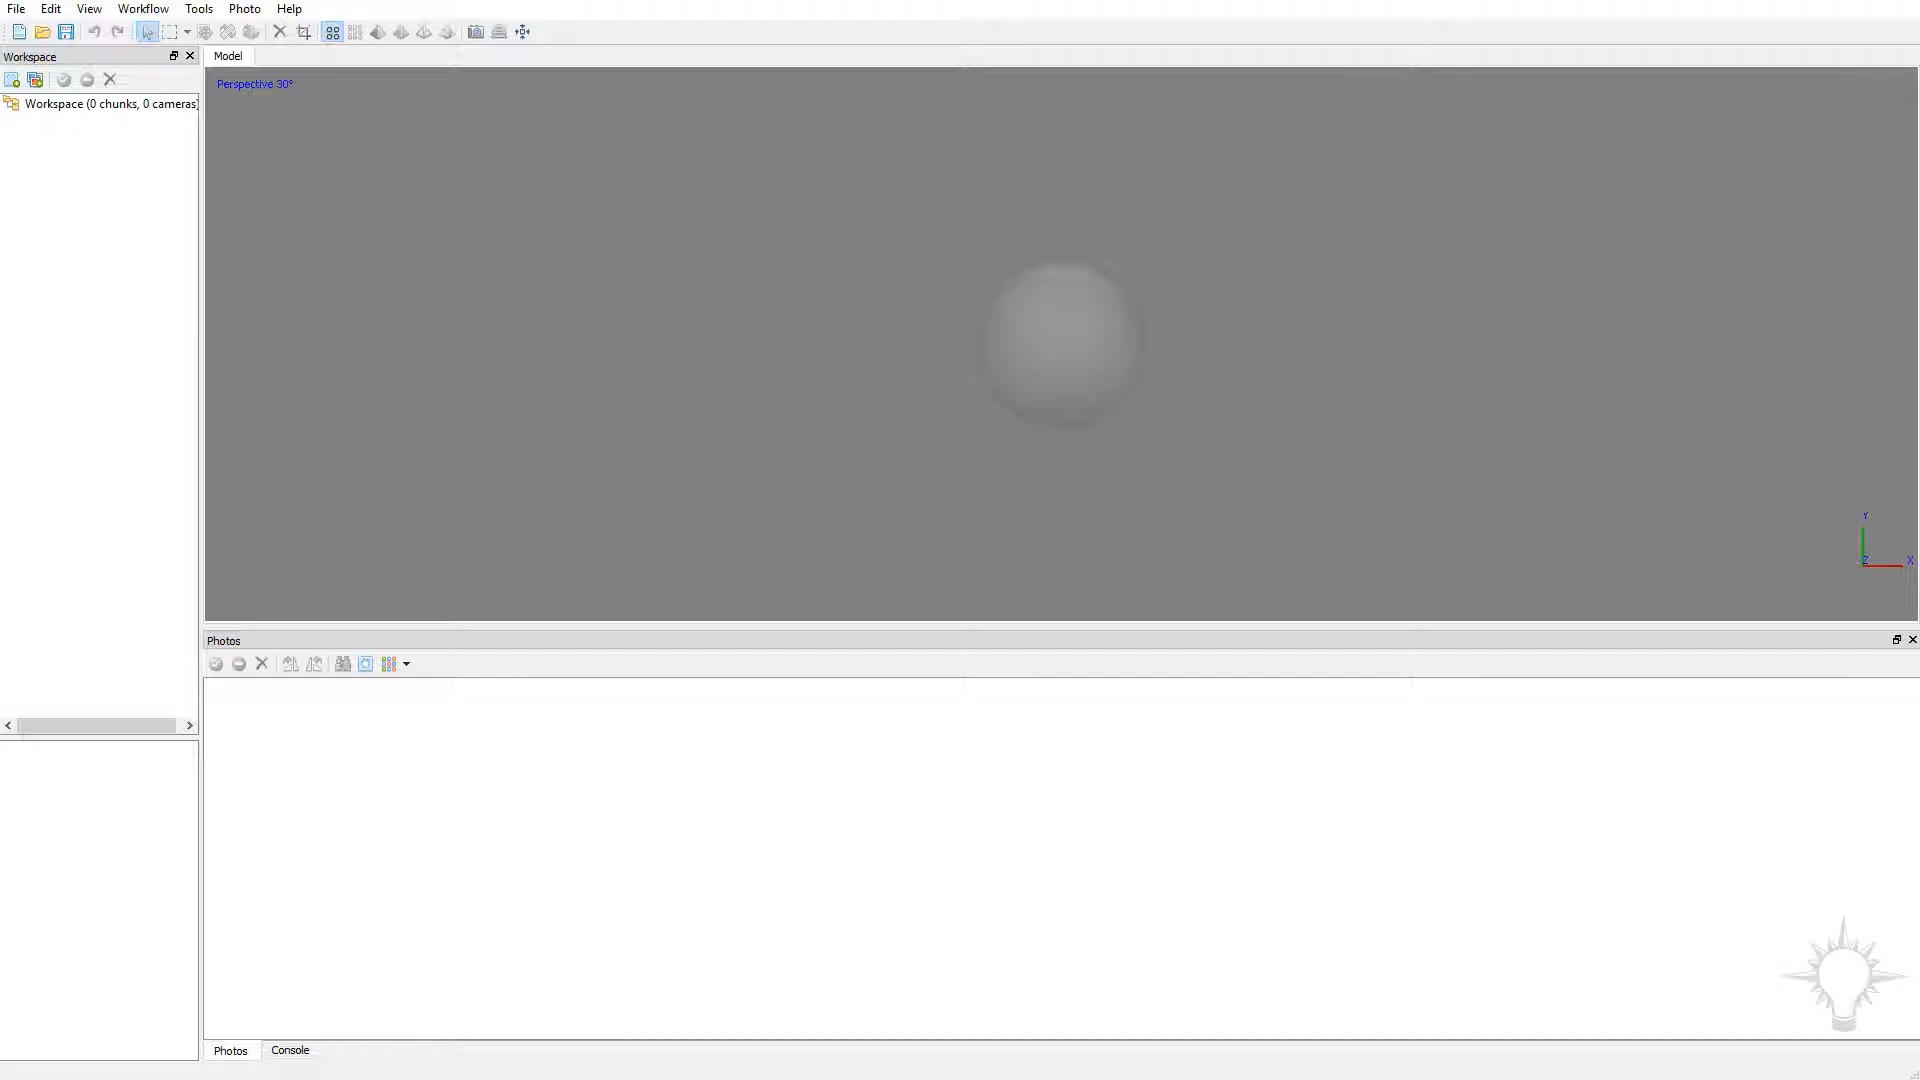 File Edit View Workflow Tools Photo Help
Workspace
Model
Workspace (0 chunks, 0 cameras)
Perspective 30°
Y
Z
X
Photos
Photos Console